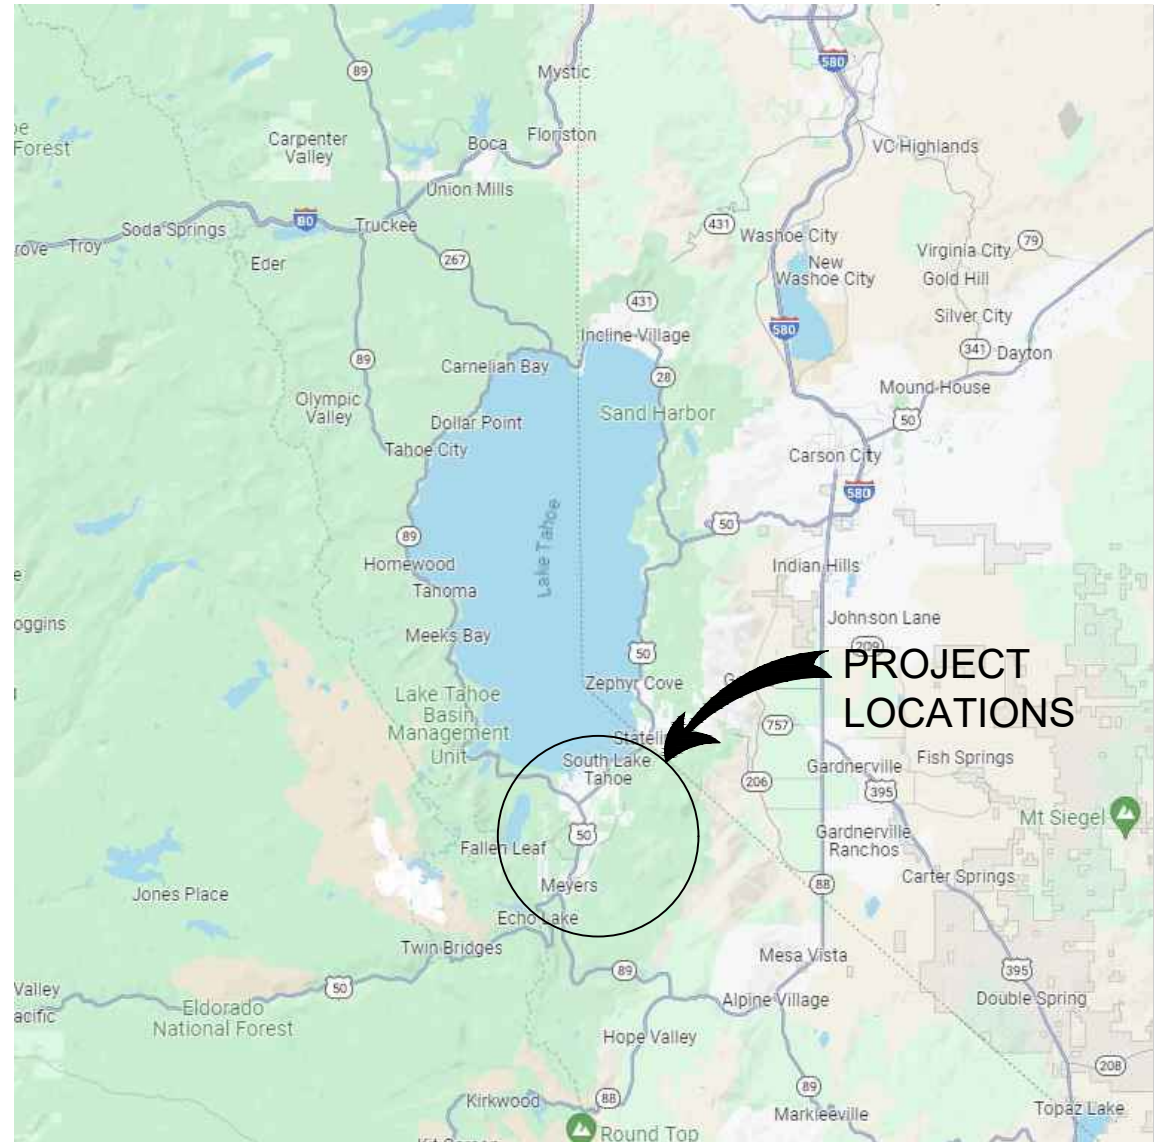 89
Mystic
580
be
Forest
Carpenter
Valley
Boca
Floriston
VC Highlands
Union Mills
Soda Springs
80
Truckee
431
Washoe City
79
rove
Troy
Eder
267
New
Washoe City
Virginia City
Gold Hill
431
Silver City
580
Incline Village
341
Dayton
89
Carnelian Bay
28
Mound House
Olympic
Valley
Dollar Point
Sand Harbor
50
Tahoe City
Carson City
580
50
89
Lake Tahoe
Homewood
Indian Hills
e
Tahoma
oggins
Johnson Lane
Meeks Bay
209
50
PROJECT
LOCATIONS
Zephyr Cove
G
Lake Tahoe
Basin
Management
Unit
757
Stateli
South Lake
Tahoe
Gardnerville
Fish Springs
206
395
Mt Siegel
50
Fallen Leaf
Gardnerville
Ranchos
Meyers
88
Carter Springs
Jones Place
Echo Lake
Twin Bridges
Mesa Vista
89
395
Valley
acific
50
Eldorado
National Forest
Alpine Village
Double Spring
Hope Valley
208
89
Kirkwood
88
Markleeville
Topaz Lake
Round Top